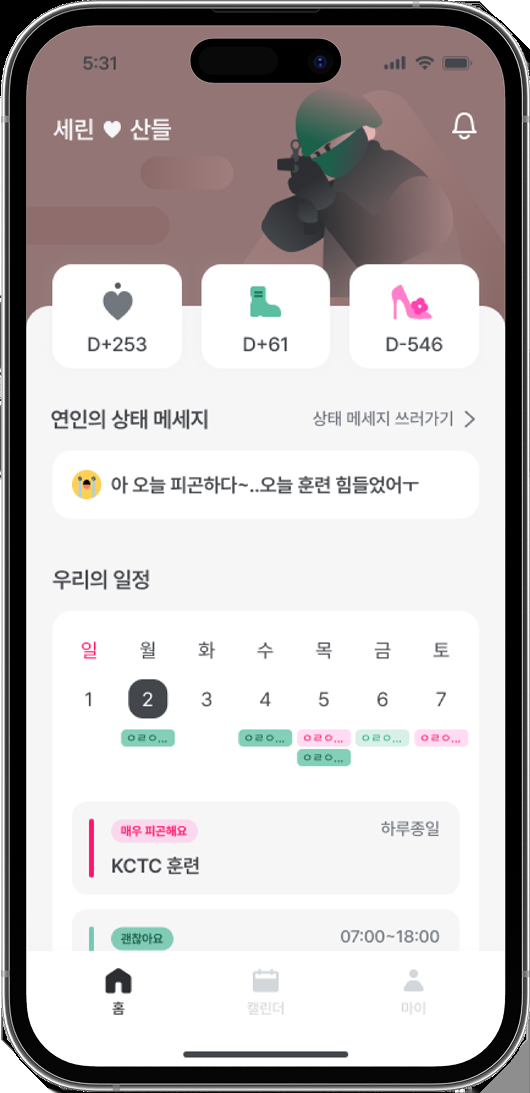 5:31
세린 ♥ 산들
D+253
D+61
D-546
연인의 상태 메세지
상태 메세지 쓰러가기 >
아 오늘 피곤하다~..오늘 훈련 힘들었어ㅜ
우리의 일정
일 월 화 수 목 금 토
1 2 3 4 5 6 7
ㅇㄹㅇ... ㅇㄹㅇ... ㅇㄹㅇ... ㅇㄹㅇ... ㅇㄹㅇ...
ㅇㄹㅇ...
매우 피곤해요 하루종일
KCTC 훈련
괜찮아요 07:00~18:00
홈 캘린더 마이